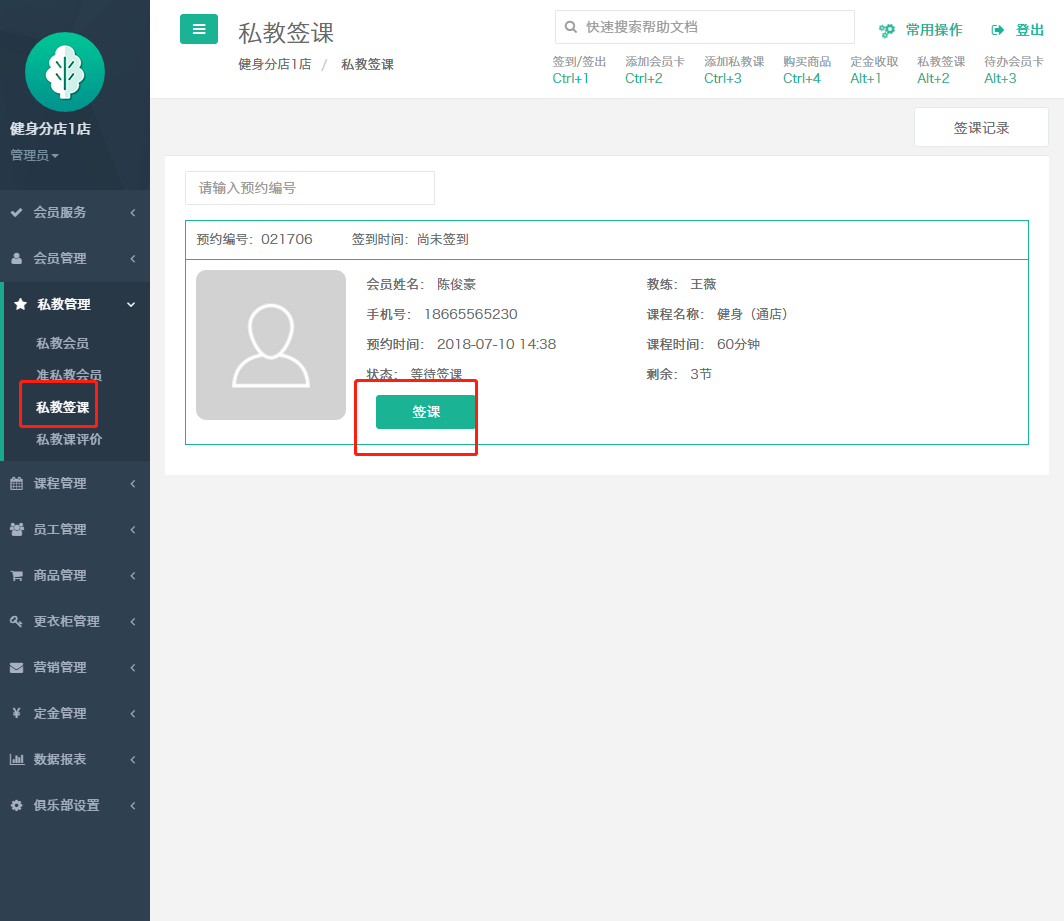 健身分店1店
管理员
会员服务
会员管理
私教管理
私教会员
准私教会员
私教签课
私教课评价
课程管理
员工管理
商品管理
更衣柜管理
营销管理
¥ 定金管理
数据报表
俱乐部设置
私教签课
健身分店1店 / 私教签课
快速搜索帮助文档
常用操作
登出
签到/签出 添加会员卡 添加私教课 购买商品 定金收取 私教签课 待办会员卡
Ctrl+1 Ctrl+2 Ctrl+3 Ctrl+4 Alt+1 Alt+2 Alt+3
签课记录
请输入预约编号
预约编号：021706 签到时间：尚未签到
会员姓名： 陈俊豪 教练： 王薇
手机号： 18665565230 课程名称： 健身（通店）
预约时间： 2018-07-10 14:38 课程时间： 60分钟
状态： 等待签课 剩余： 3节
签课